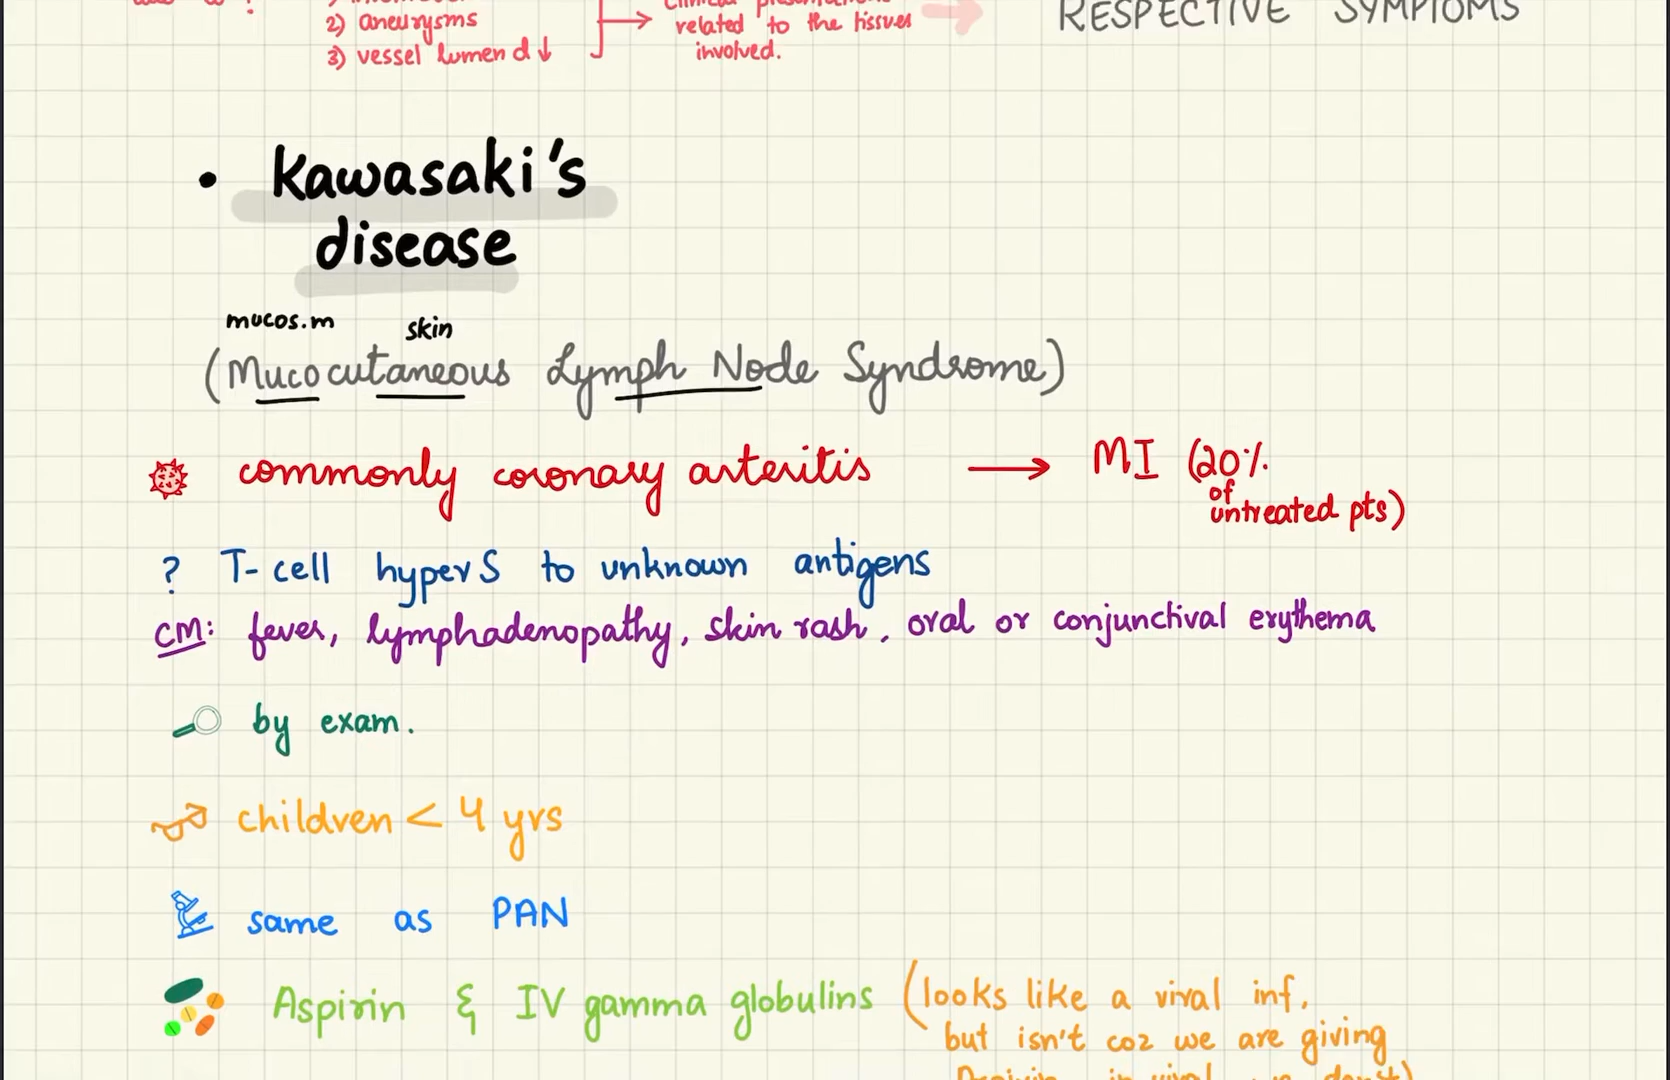 2) aneurysms
3) vessel lumen d ↓
related to the tissues
involved.
RESPECTIVE SYMPTOMS
• Kawasaki's
disease
mucos.m skin
(Mucocutaneous Lymph Node Syndrome)
commonly coronary arteritis → MI (20%
of
untreated pts)
? T-cell hyperS to unknown antigens
CM: fever, lymphadenopathy, skin rash, oral or conjunctival erythema
by exam.
children < 4 yrs
same as PAN
Aspirin & IV gamma globulins (looks like a viral inf.
but isn't coz we are giving